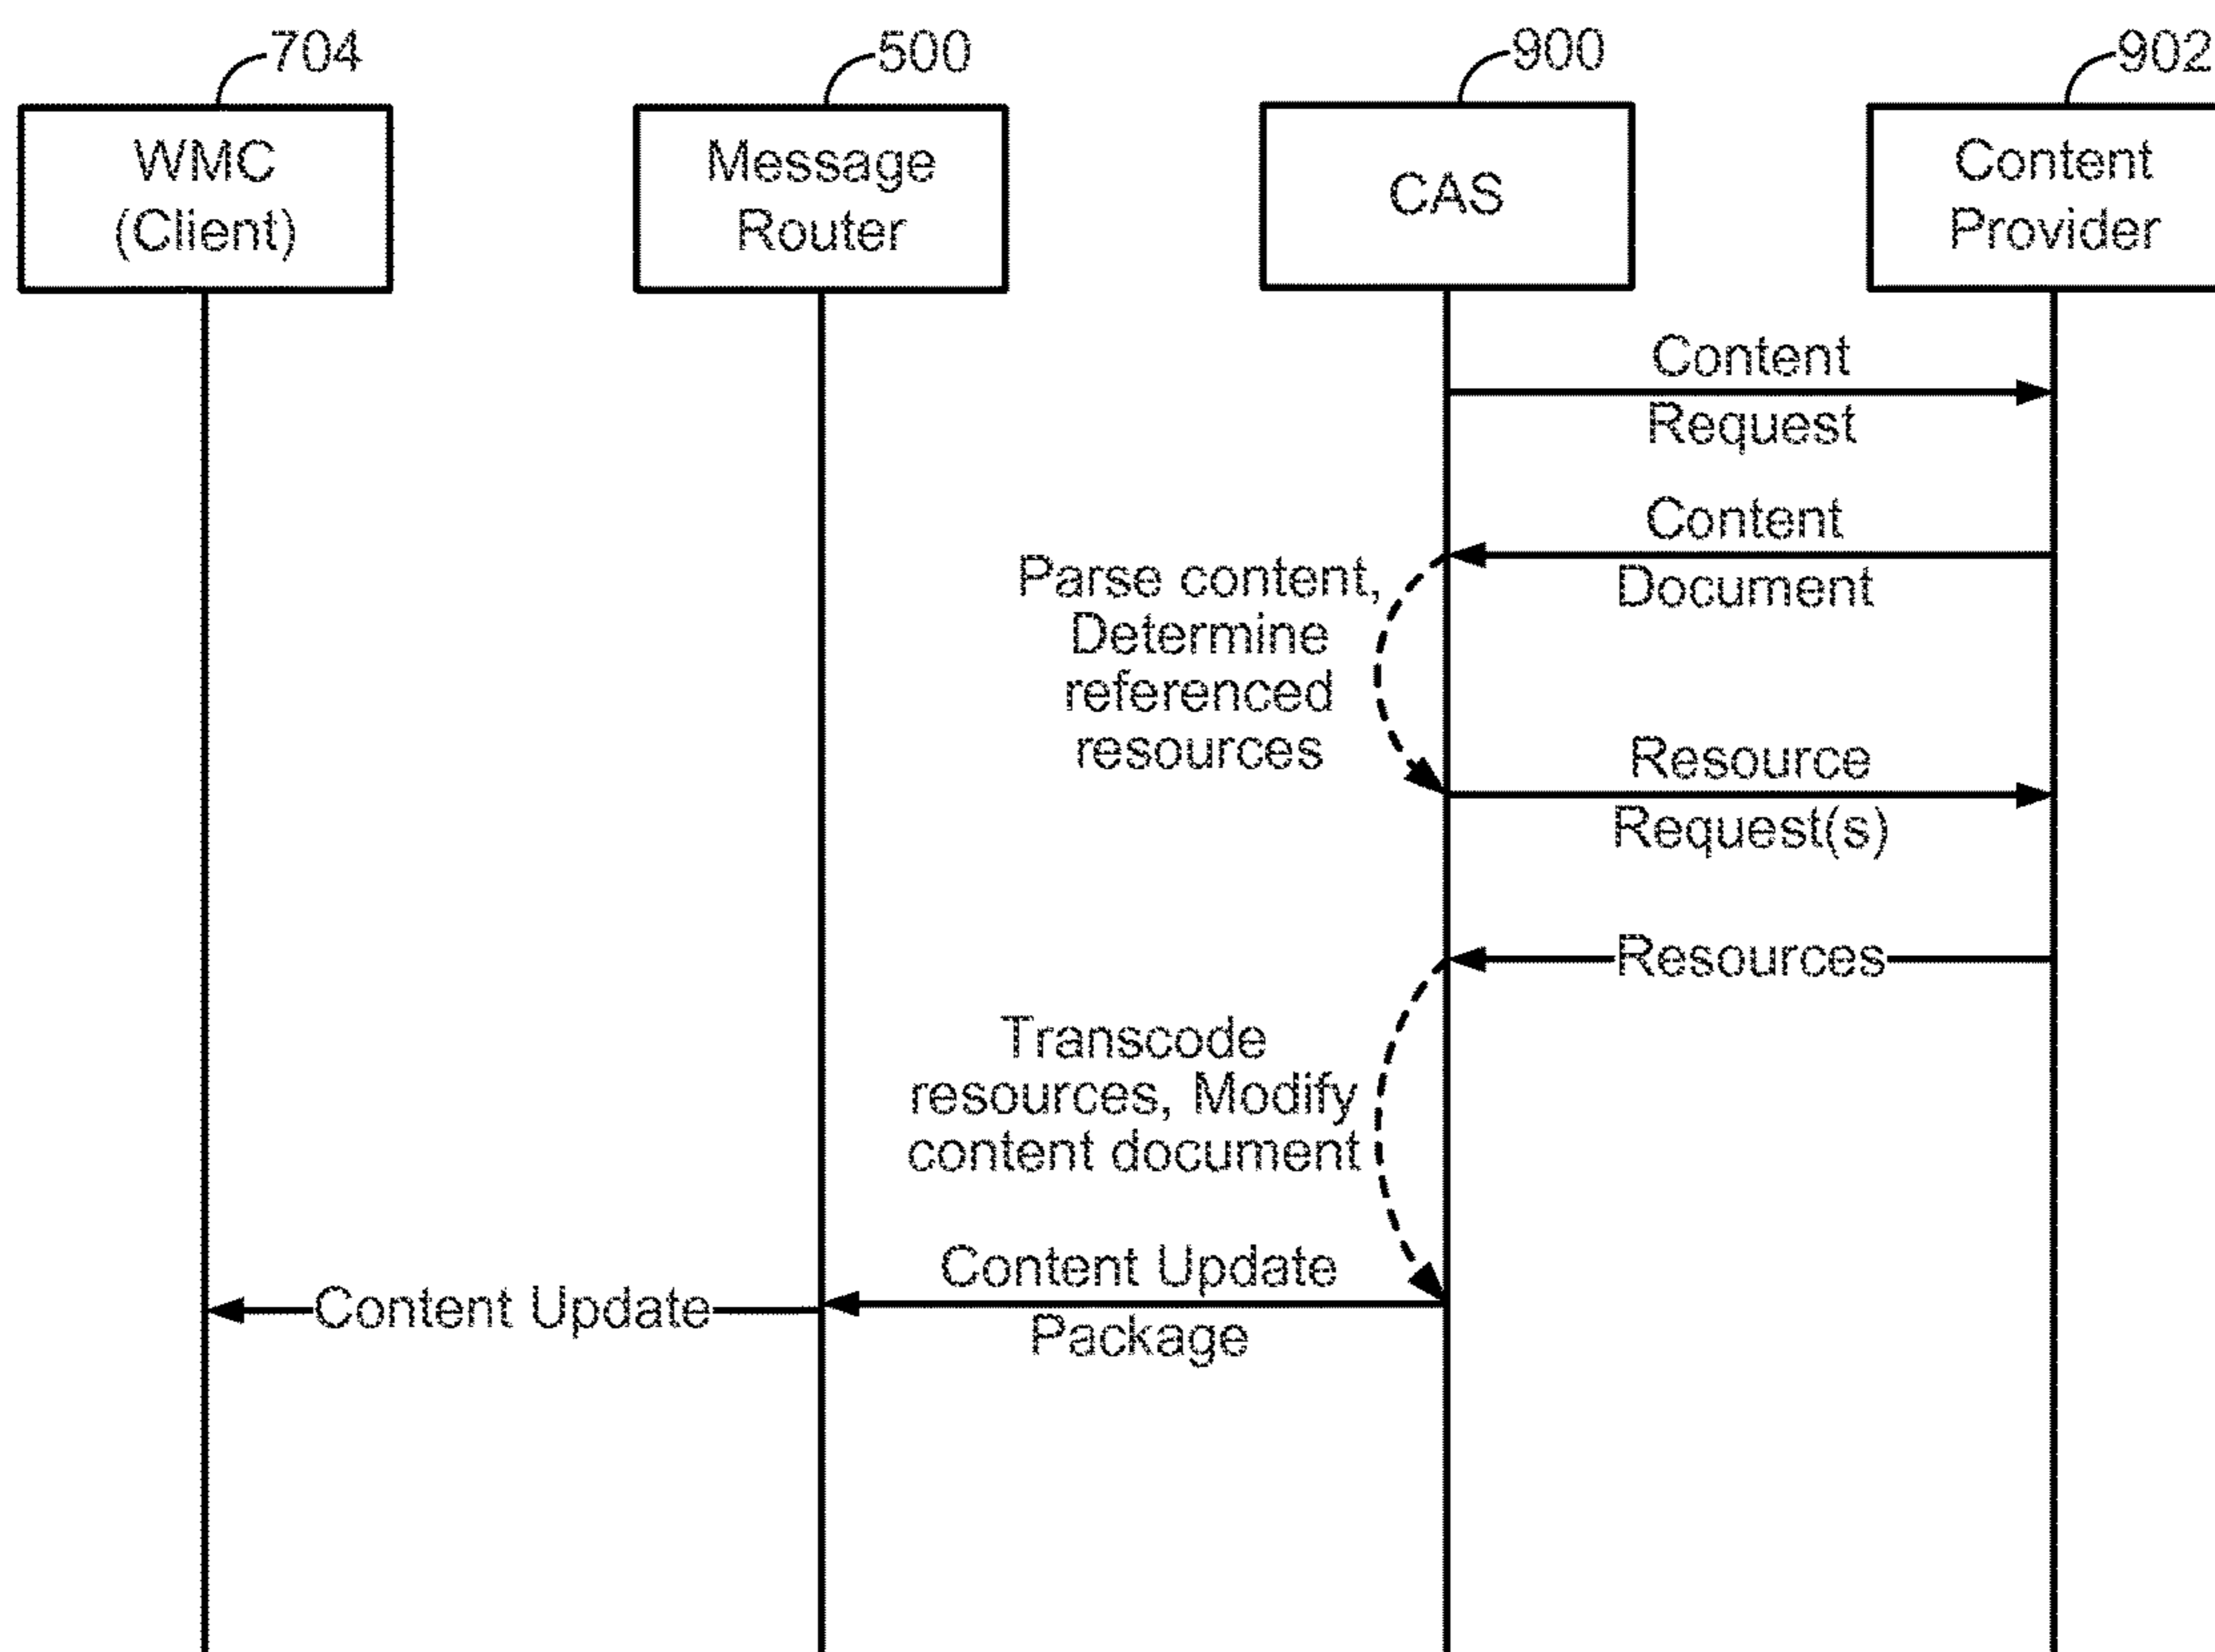 704
500
900
902
WMC
(Client)
Message
Router
CAS
Content
Provider
Content
Request
Content
Document
Parse content,
Determine
referenced
resources
Resource
Request(s)
Resources
Transcode
resources, Modify
content document
Content Update
Package
Content Update